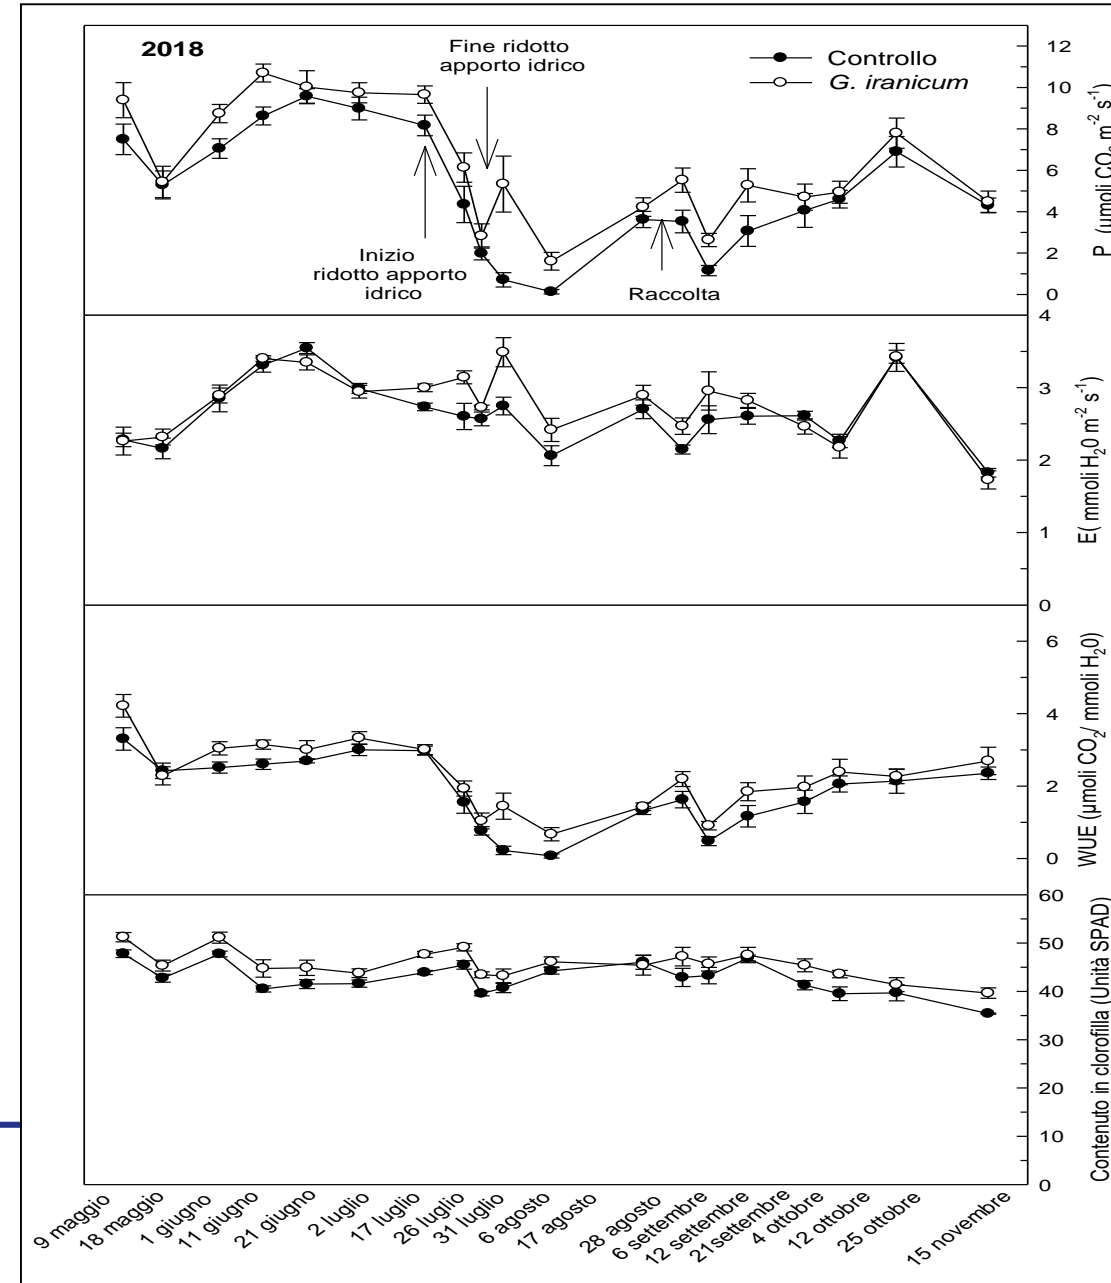 2018
Fine ridotto
apporto idrico
Controllo
G. iranicum
Inizio
ridotto apporto
idrico
Raccolta
12
10
8
6
4
2
0
P (µmoli CO₂ m⁻² s⁻¹)
4
3
2
1
0
E( mmoli H₂0 m⁻² s⁻¹)
6
4
2
0
WUE (µmoli CO₂/ mmoli H₂0)
60
50
40
30
20
10
0
Contenuto in clorofilla (Unità SPAD)
9 maggio
18 maggio
1 giugno
11 giugno
21 giugno
2 luglio
17 luglio
26 luglio
31 luglio
6 agosto
17 agosto
28 agosto
6 settembre
12 settembre
21settembre
4 ottobre
12 ottobre
25 ottobre
15 novembre